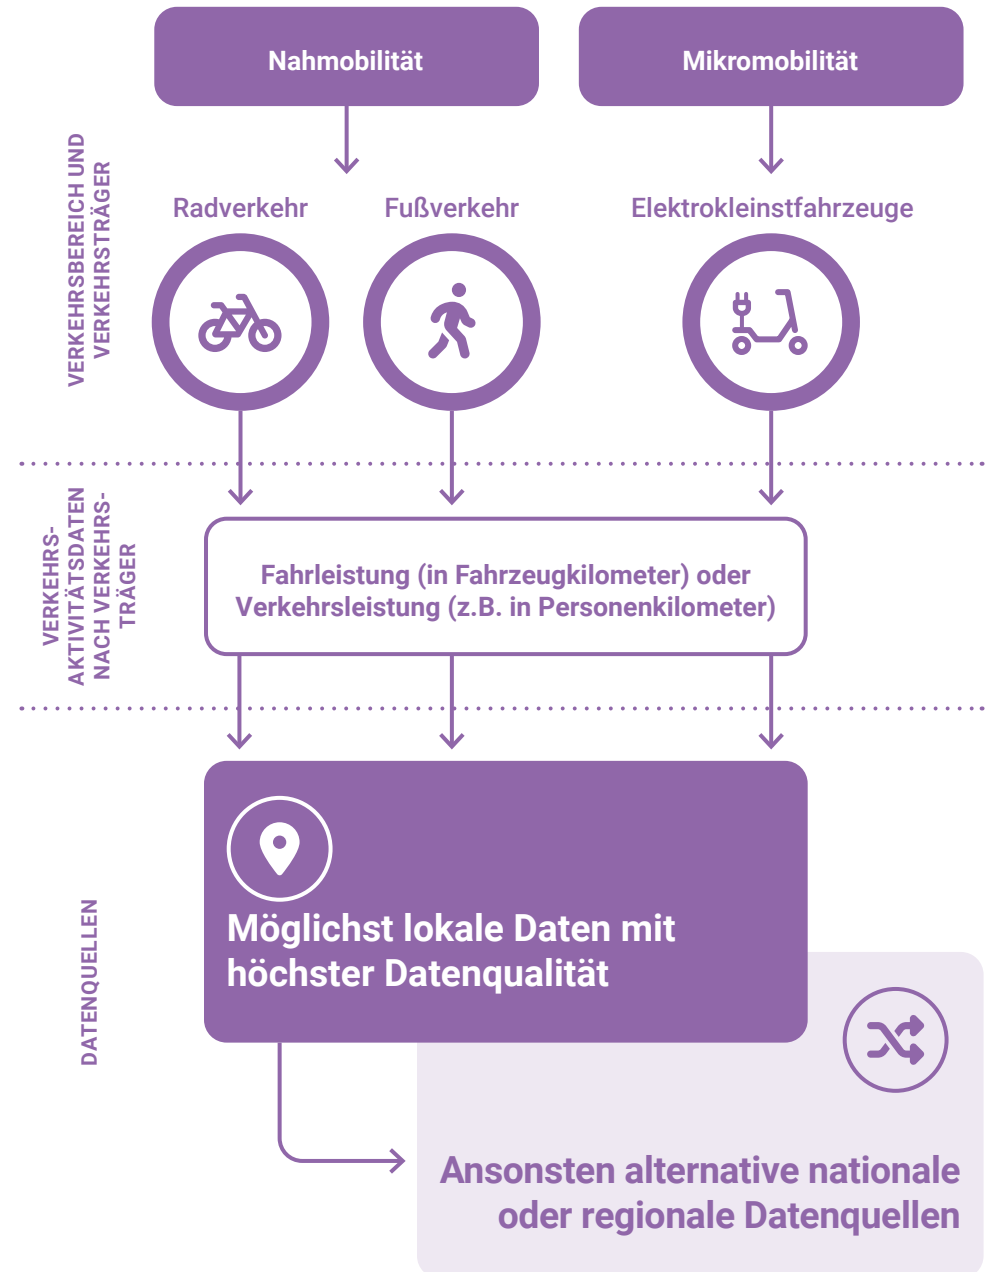 Nahmobilität
Mikromobilität
VERKEHRSBEREICH UND
VERKEHRSTRÄGER
Radverkehr
Fußverkehr
Elektrokleinstfahrzeuge
VERKEHRS-
AKTIVITÄTSDATEN
NACH VERKEHRS-
TRÄGER
Fahrleistung (in Fahrzeugkilometer) oder
Verkehrsleistung (z.B. in Personenkilometer)
DATENQUELLEN
Möglichst lokale Daten mit
höchster Datenqualität
Ansonsten alternative nationale
oder regionale Datenquellen